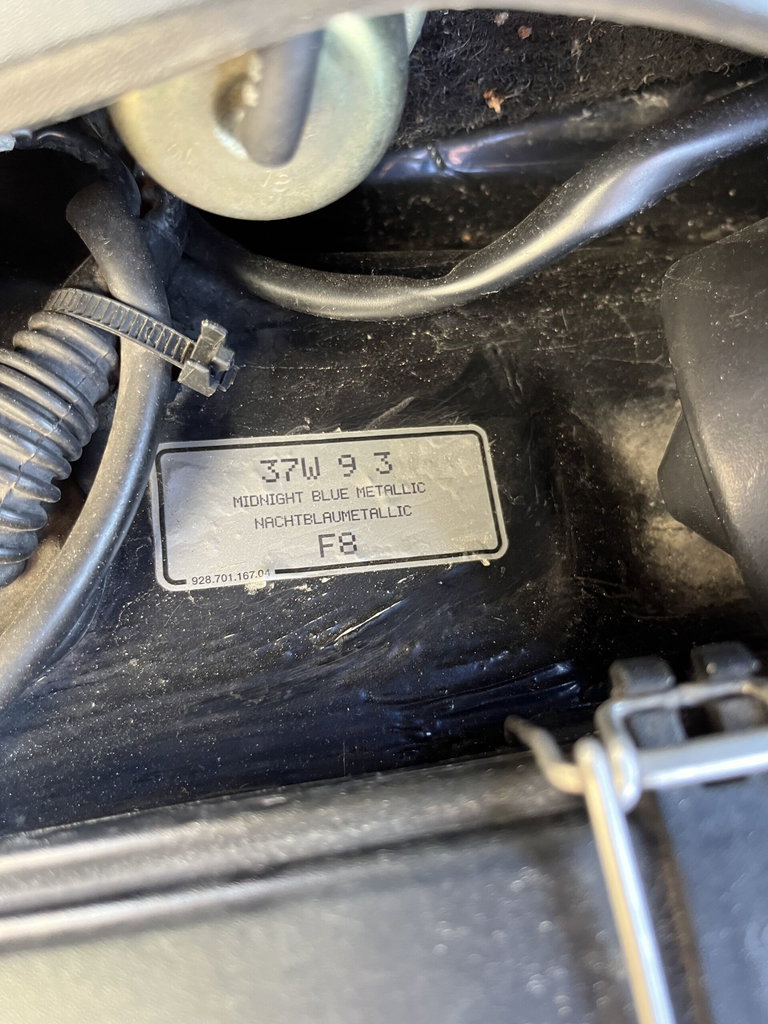 37W 9 3
MIDNIGHT BLUE METALLIC
NACHTBLAUMETALLIC
F8
928.701.167.04